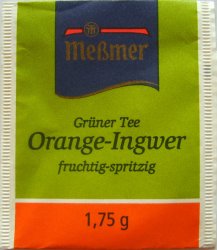 Meßmer
Grüner Tee
Orange-Ingwer
fruchtig-spritzig
1,75 g